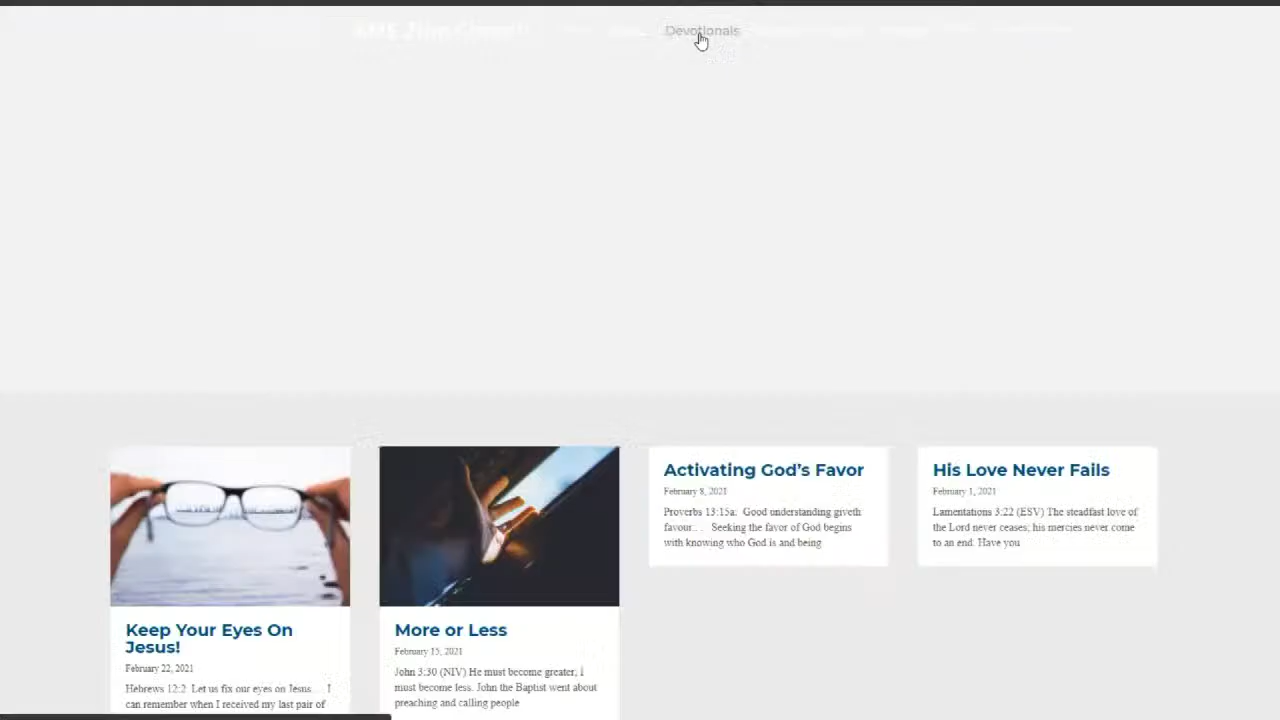 Devotionals
Keep Your Eyes On
Jesus!
February 22, 2021
Hebrews 12:2 Let us fix our eyes on Jesus… I
can remember when I received my last pair of
More or Less
February 15, 2021
John 3:30 (NIV) He must become greater; I
must become less. John the Baptist went about
preaching and calling people
Activating God's Favor
February 8, 2021
Proverbs 13:15a: Good understanding giveth
favour… Seeking the favor of God begins
with knowing who God is and being
His Love Never Fails
February 1, 2021
Lamentations 3:22 (ESV) The steadfast love of
the Lord never ceases; his mercies never come
to an end. Have you